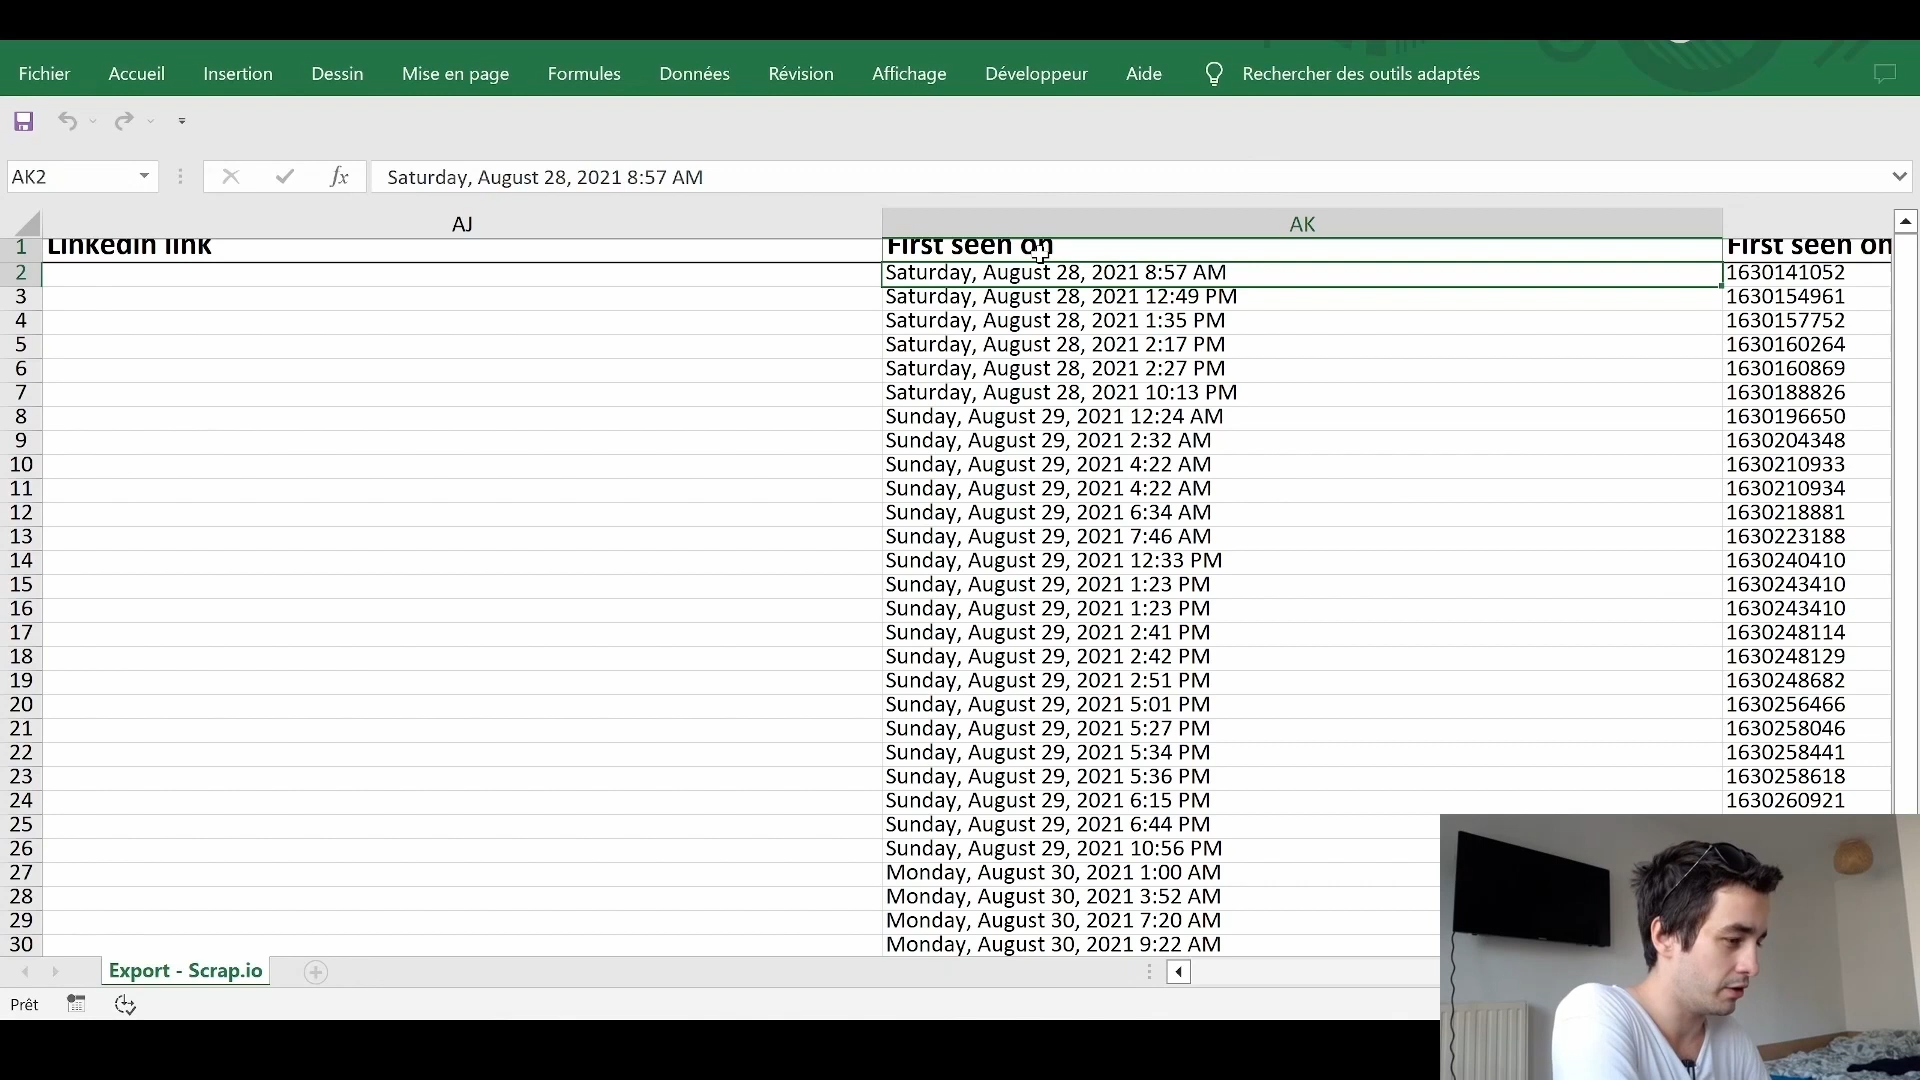 Fichier Accueil Insertion Dessin Mise en page Formules Données Révision Affichage Développeur Aide Rechercher des outils adaptés
AK2 fx Saturday, August 28, 2021 8:57 AM
AJ AK
1 Linkedin link First seen on First seen on
2 Saturday, August 28, 2021 8:57 AM 1630141052
3 Saturday, August 28, 2021 12:49 PM 1630154961
4 Saturday, August 28, 2021 1:35 PM 1630157752
5 Saturday, August 28, 2021 2:17 PM 1630160264
6 Saturday, August 28, 2021 2:27 PM 1630160869
7 Saturday, August 28, 2021 10:13 PM 1630188826
8 Sunday, August 29, 2021 12:24 AM 1630196650
9 Sunday, August 29, 2021 2:32 AM 1630204348
10 Sunday, August 29, 2021 4:22 AM 1630210933
11 Sunday, August 29, 2021 4:22 AM 1630210934
12 Sunday, August 29, 2021 6:34 AM 1630218881
13 Sunday, August 29, 2021 7:46 AM 1630223188
14 Sunday, August 29, 2021 12:33 PM 1630240410
15 Sunday, August 29, 2021 1:23 PM 1630243410
16 Sunday, August 29, 2021 1:23 PM 1630243410
17 Sunday, August 29, 2021 2:41 PM 1630248114
18 Sunday, August 29, 2021 2:42 PM 1630248129
19 Sunday, August 29, 2021 2:51 PM 1630248682
20 Sunday, August 29, 2021 5:01 PM 1630256466
21 Sunday, August 29, 2021 5:27 PM 1630258046
22 Sunday, August 29, 2021 5:34 PM 1630258441
23 Sunday, August 29, 2021 5:36 PM 1630258618
24 Sunday, August 29, 2021 6:15 PM 1630260921
25 Sunday, August 29, 2021 6:44 PM
26 Sunday, August 29, 2021 10:56 PM
27 Monday, August 30, 2021 1:00 AM
28 Monday, August 30, 2021 3:52 AM
29 Monday, August 30, 2021 7:20 AM
30 Monday, August 30, 2021 9:22 AM
Export - Scrap.io
Prêt